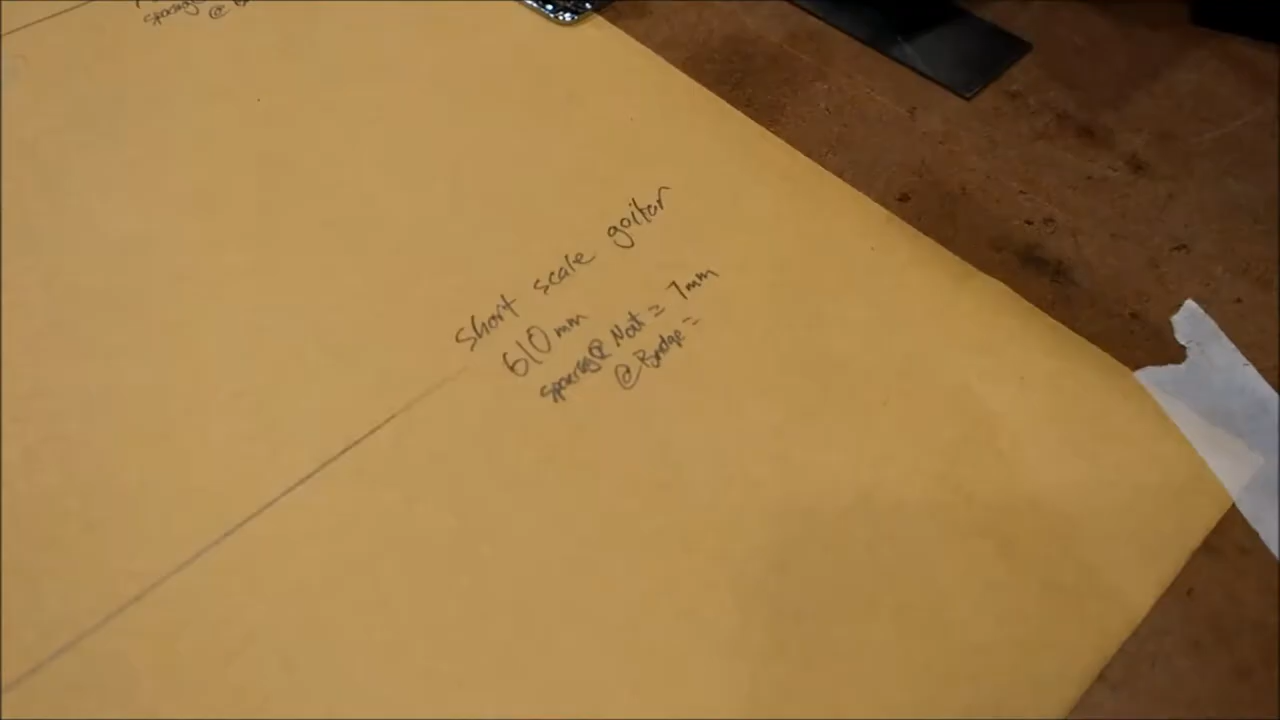 short scale guitar
610 mm
spacing@ Nut = 7mm
@ Bridge =
@